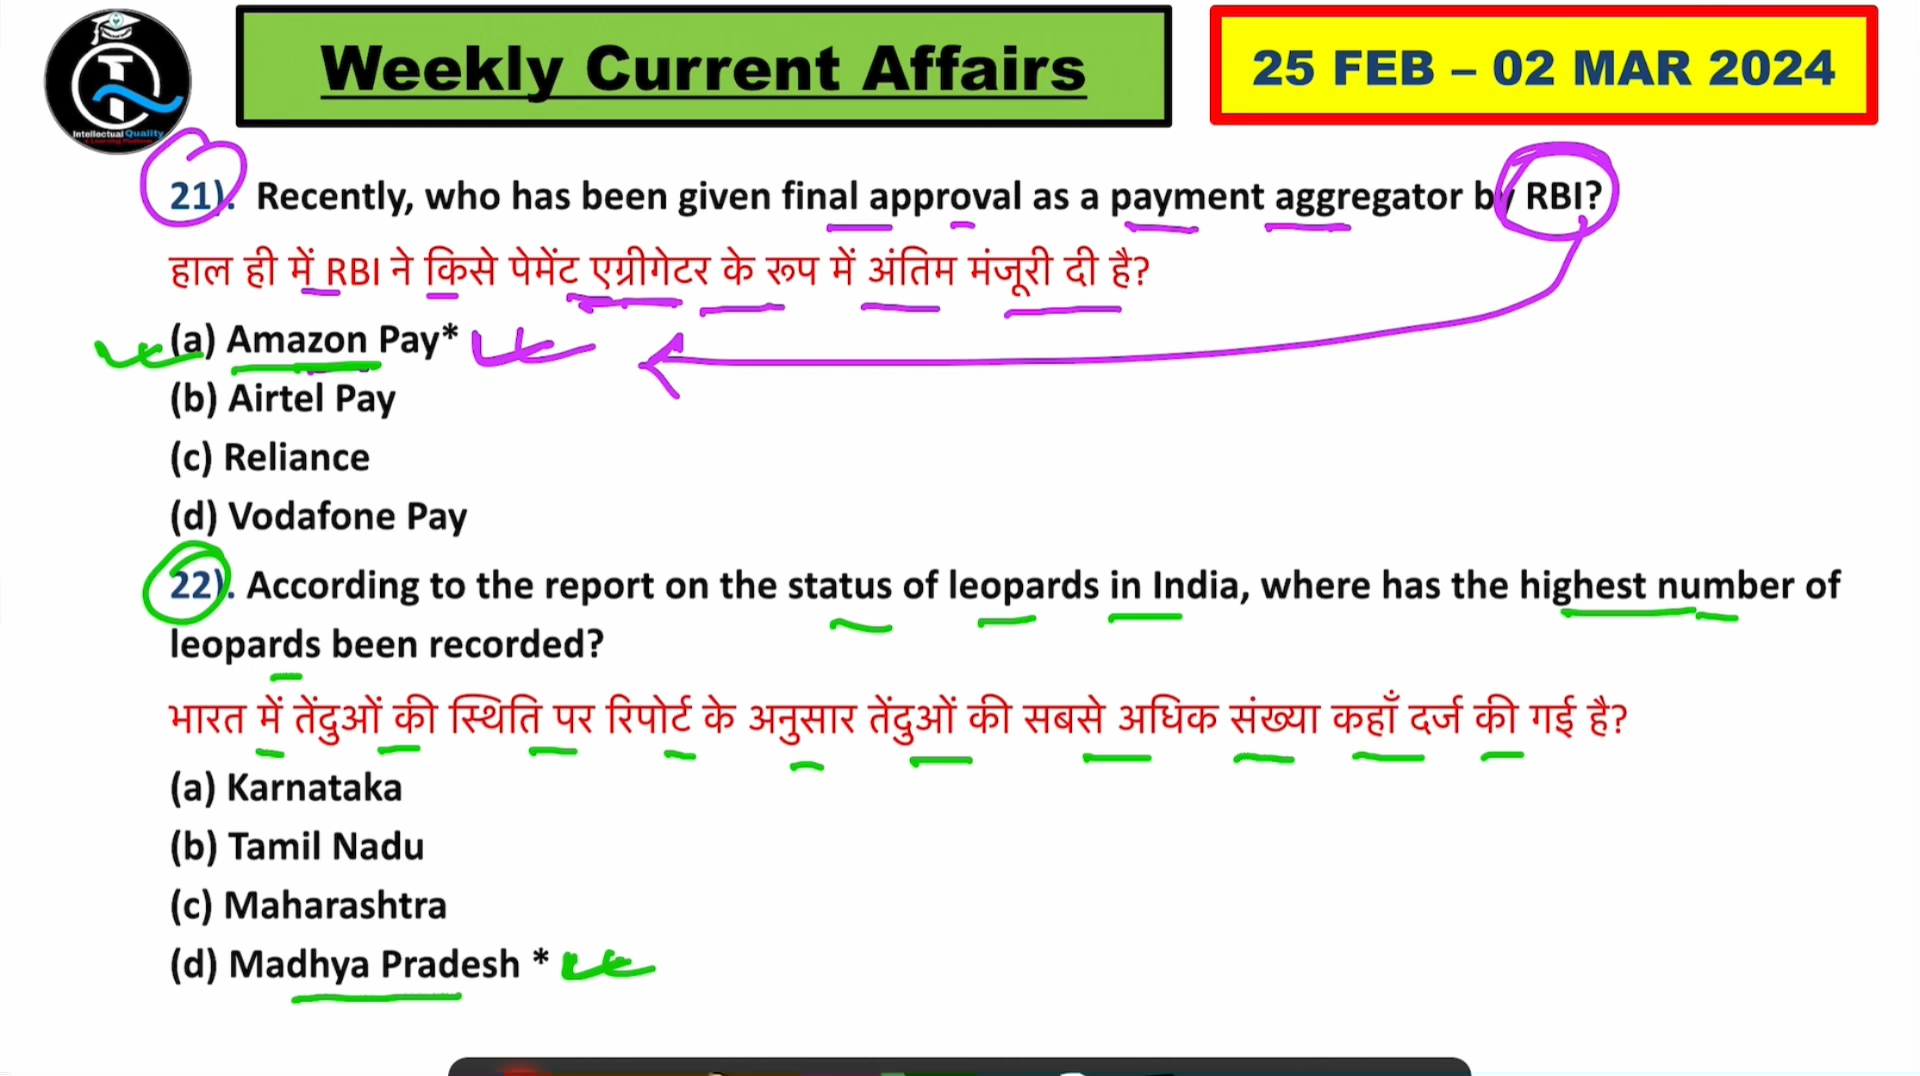 Intellectual Quality
Weekly Current Affairs
25 FEB – 02 MAR 2024
21). Recently, who has been given final approval as a payment aggregator by RBI?
हाल ही में RBI ने किसे पेमेंट एग्रीगेटर के रूप में अंतिम मंजूरी दी है?
(a) Amazon Pay*
(b) Airtel Pay
(c) Reliance
(d) Vodafone Pay
22). According to the report on the status of leopards in India, where has the highest number of
leopards been recorded?
भारत में तेंदुओं की स्थिति पर रिपोर्ट के अनुसार तेंदुओं की सबसे अधिक संख्या कहाँ दर्ज की गई है?
(a) Karnataka
(b) Tamil Nadu
(c) Maharashtra
(d) Madhya Pradesh *